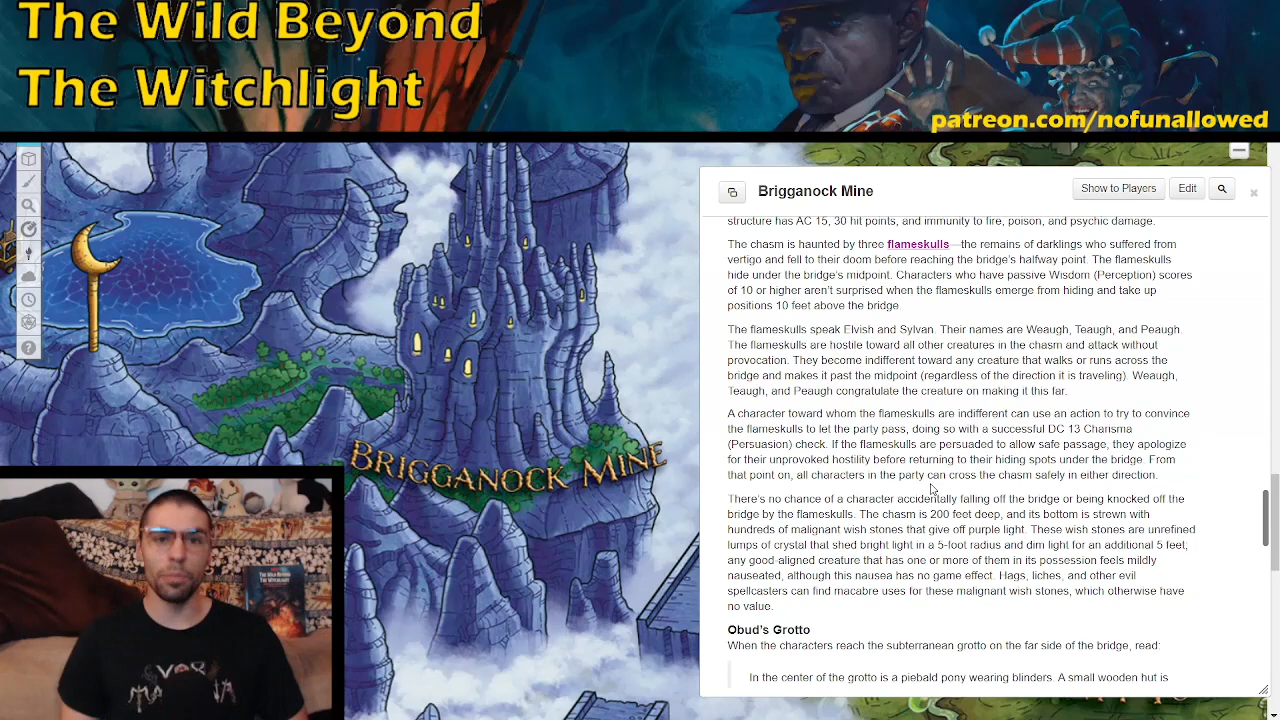 The Wild Beyond
The Witchlight
patreon.com/nofunallowed
Brigganock Mine
Show to Players
Edit
structure has AC 15, 30 hit points, and immunity to fire, poison, and psychic damage.
The chasm is haunted by three flameskulls—the remains of darklings who suffered from
vertigo and fell to their doom before reaching the bridge's halfway point. The flameskulls
hide under the bridge's midpoint. Characters who have passive Wisdom (Perception) scores
of 10 or higher aren't surprised when the flameskulls emerge from hiding and take up
positions 10 feet above the bridge.
The flameskulls speak Elvish and Sylvan. Their names are Weaugh, Teaugh, and Peaugh.
The flameskulls are hostile toward all other creatures in the chasm and attack without
provocation. They become indifferent toward any creature that walks or runs across the
bridge and makes it past the midpoint (regardless of the direction it is traveling). Weaugh,
Teaugh, and Peaugh congratulate the creature on making it this far.
A character toward whom the flameskulls are indifferent can use an action to try to convince
the flameskulls to let the party pass, doing so with a successful DC 13 Charisma
(Persuasion) check. If the flameskulls are persuaded to allow safe passage, they apologize
for their unprovoked hostility before returning to their hiding spots under the bridge. From
that point on, all characters in the party can cross the chasm safely in either direction.
There's no chance of a character accidentally falling off the bridge or being knocked off the
bridge by the flameskulls. The chasm is 200 feet deep, and its bottom is strewn with
hundreds of malignant wish stones that give off purple light. These wish stones are unrefined
lumps of crystal that shed bright light in a 5-foot radius and dim light for an additional 5 feet,
any good-aligned creature that has one or more of them in its possession feels mildly
nauseated, although this nausea has no game effect. Hags, liches, and other evil
spellcasters can find macabre uses for these malignant wish stones, which otherwise have
no value.
Obud's Grotto
When the characters reach the subterranean grotto on the far side of the bridge, read:
In the center of the grotto is a piebald pony wearing blinders. A small wooden hut is
BRIGGANOCK MINE
THE WILD BEYOND
THE WITCHLIGHT